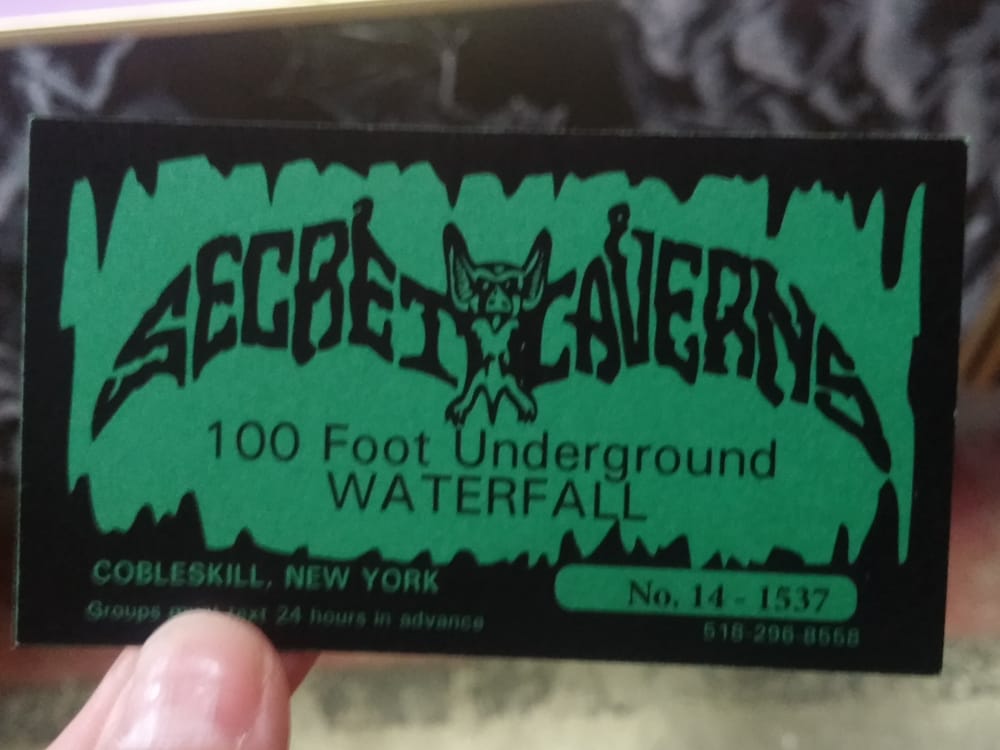 SECRET CAVERNS
100 Foot Underground
WATERFALL
COBLESKILL, NEW YORK
Groups must text 24 hours in advance
No. 14 - 1537
518-296-8558